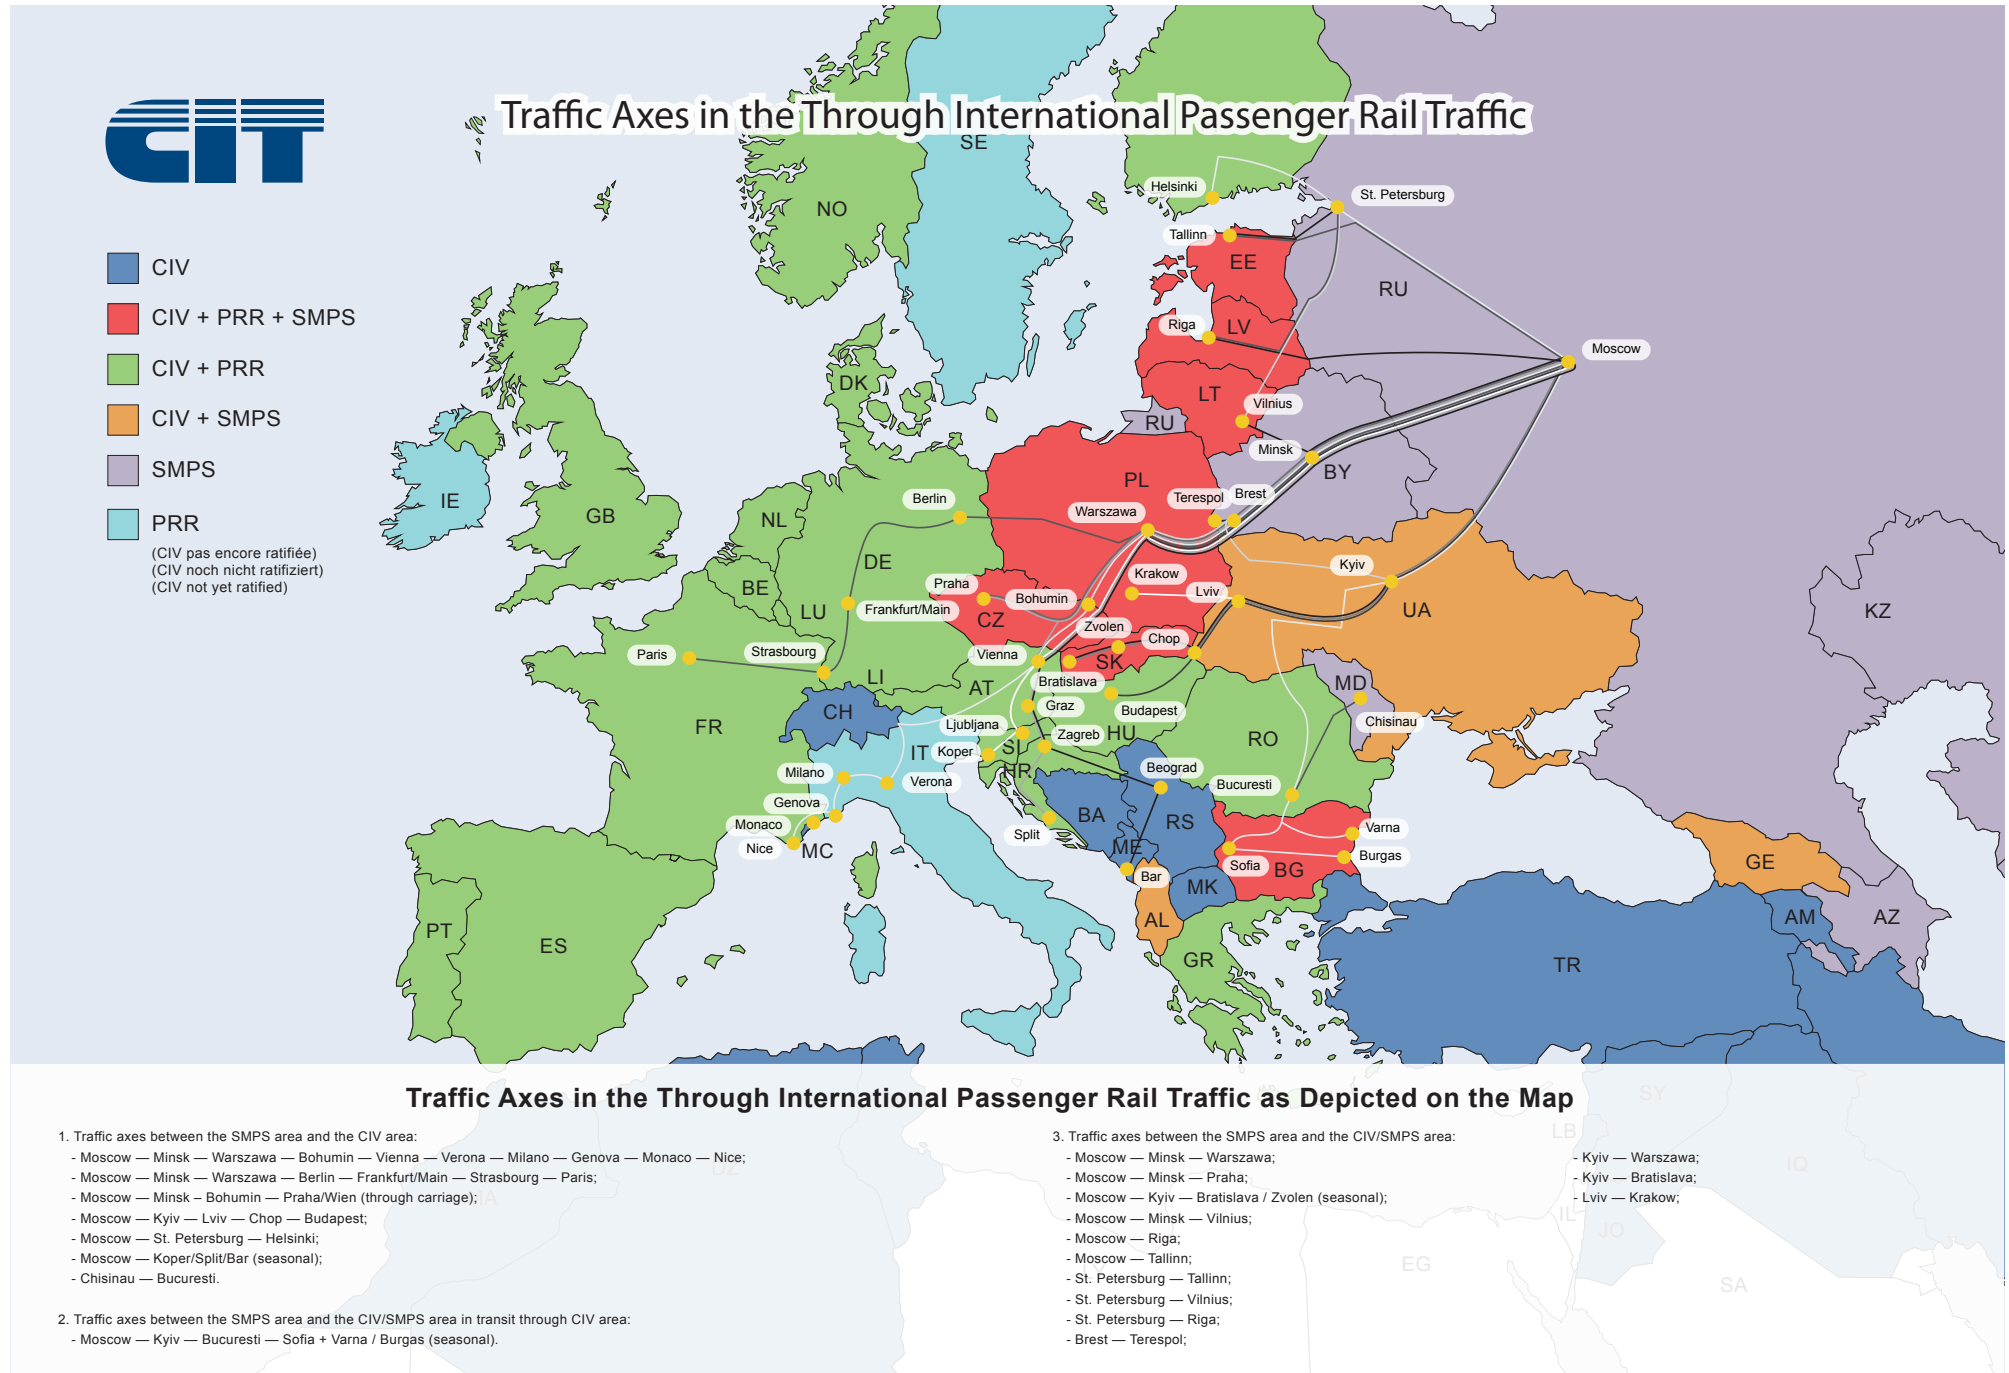 Traffic Axes in the Through International Passenger Rail Traffic
CIT
CIV
CIV + PRR + SMPS
CIV + PRR
CIV + SMPS
SMPS
PRR
(CIV pas encore ratifiée)
(CIV noch nicht ratifiziert)
(CIV not yet ratified)
SE
NO
Helsinki
St. Petersburg
Tallinn
EE
RU
Riga
LV
Moscow
DK
LT
Vilnius
RU
Minsk
BY
IE
GB
NL
Berlin
PL
Terespol
Brest
Warszawa
DE
BE
LU
Praha
Bohumin
Krakow
Lviv
Kyiv
UA
KZ
Frankfurt/Main
CZ
Zvolen
Chop
Paris
Strasbourg
Vienna
SK
LI
AT
Bratislava
MD
CH
Graz
Budapest
Chisinau
FR
Ljubljana
Zagreb
HU
IT
Koper
SI
RO
HR
Milano
Verona
Beograd
Bucuresti
Genova
BA
RS
Monaco
Split
Varna
Nice
MC
ME
Sofia
Burgas
BG
GE
Bar
MK
PT
ES
AL
AM
AZ
GR
TR
Traffic Axes in the Through International Passenger Rail Traffic as Depicted on the Map
1. Traffic axes between the SMPS area and the CIV area:
- Moscow — Minsk — Warszawa — Bohumin — Vienna — Verona — Milano — Genova — Monaco — Nice;
- Moscow — Minsk — Warszawa — Berlin — Frankfurt/Main — Strasbourg — Paris;
- Moscow — Minsk – Bohumin — Praha/Wien (through carriage);
- Moscow — Kyiv — Lviv — Chop — Budapest;
- Moscow — St. Petersburg — Helsinki;
- Moscow — Koper/Split/Bar (seasonal);
- Chisinau — Bucuresti.
2. Traffic axes between the SMPS area and the CIV/SMPS area in transit through CIV area:
- Moscow — Kyiv — Bucuresti — Sofia + Varna / Burgas (seasonal).
3. Traffic axes between the SMPS area and the CIV/SMPS area:
- Moscow — Minsk — Warszawa;
- Moscow — Minsk — Praha;
- Moscow — Kyiv — Bratislava / Zvolen (seasonal);
- Moscow — Minsk — Vilnius;
- Moscow — Riga;
- Moscow — Tallinn;
- St. Petersburg — Tallinn;
- St. Petersburg — Vilnius;
- St. Petersburg — Riga;
- Brest — Terespol;
- Kyiv — Warszawa;
- Kyiv — Bratislava;
- Lviv — Krakow;
DZ
MA
SY
LB
IQ
IL
JO
EG
SA